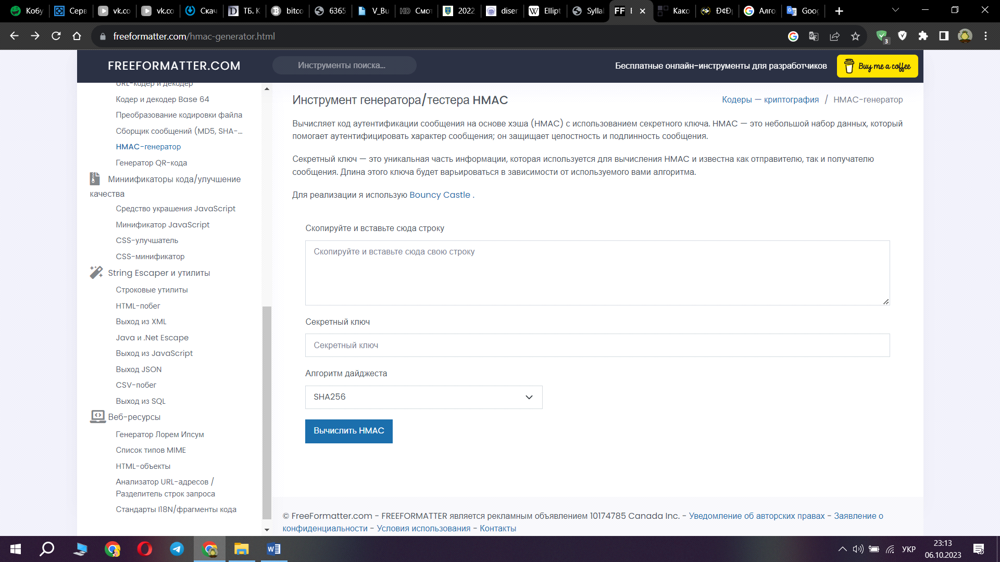 Кобу
Серв
vk.co
vk.co
Скач
ТБ. К
bitco
6365
V_Bu
Смот
2022
diser
Ellipt
Sylla
Како
Đ¢Đ¡
Алго
Goog
freeformatter.com/hmac-generator.html
3
FREEFORMATTER.COM
Инструменты поиска...
Бесплатные онлайн-инструменты для разработчиков
Buy me a coffee
URL-кодер и декодер
Кодер и декодер Base 64
Преобразование кодировки файла
Сборщик сообщений (MD5, SHA-...
HMAC-генератор
Генератор QR-кода
Миниификаторы кода/улучшение
качества
Средство украшения JavaScript
Минификатор JavaScript
CSS-улучшатель
CSS-минификатор
String Escaper и утилиты
Строковые утилиты
HTML-побег
Выход из XML
Java и .Net Escape
Выход из JavaScript
Выход JSON
CSV-побег
Выход из SQL
Веб-ресурсы
Генератор Лорем Ипсум
Список типов MIME
HTML-объекты
Анализатор URL-адресов /
Разделитель строк запроса
Стандарты I18N/фрагменты кода
Инструмент генератора/тестера HMAC
Кодеры — криптография / HMAC-генератор
Вычисляет код аутентификации сообщения на основе хэша (HMAC) с использованием секретного ключа. HMAC — это небольшой набор данных, который
помогает аутентифицировать характер сообщения; он защищает целостность и подлинность сообщения.
Секретный ключ — это уникальная часть информации, которая используется для вычисления HMAC и известна как отправителю, так и получателю
сообщения. Длина этого ключа будет варьироваться в зависимости от используемого вами алгоритма.
Для реализации я использую Bouncy Castle .
Скопируйте и вставьте сюда строку
Скопируйте и вставьте сюда свою строку
Секретный ключ
Секретный ключ
Алгоритм дайджеста
SHA256
Вычислить HMAC
© FreeFormatter.com - FREEFORMATTER является рекламным объявлением 10174785 Canada Inc. - Уведомление об авторских правах - Заявление о
конфиденциальности - Условия использования - Контакты
УКР
23:13
06.10.2023